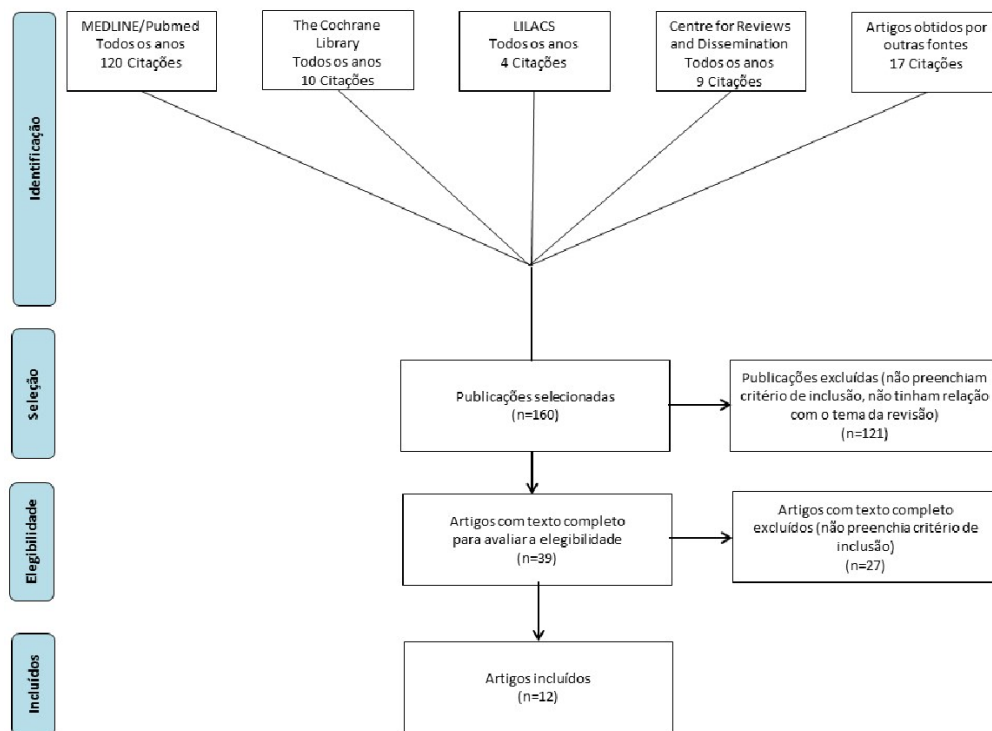 MEDLINE/Pubmed
Todos os anos
120 Citações
The Cochrane
Library
Todos os anos
10 Citações
LILACS
Todos os anos
4 Citações
Centre for Reviews
and Dissemination
Todos os anos
9 Citações
Artigos obtidos por
outras fontes
17 Citações
Identificação
Seleção
Publicações selecionadas
(n=160)
Publicações excluídas (não preenchiam
critério de inclusão, não tinham relação
com o tema da revisão)
(n=121)
Elegibilidade
Artigos com texto completo
para avaliar a elegibilidade
(n=39)
Artigos com texto completo
excluídos (não preenchia critério de
inclusão)
(n=27)
Incluídos
Artigos incluídos
(n=12)